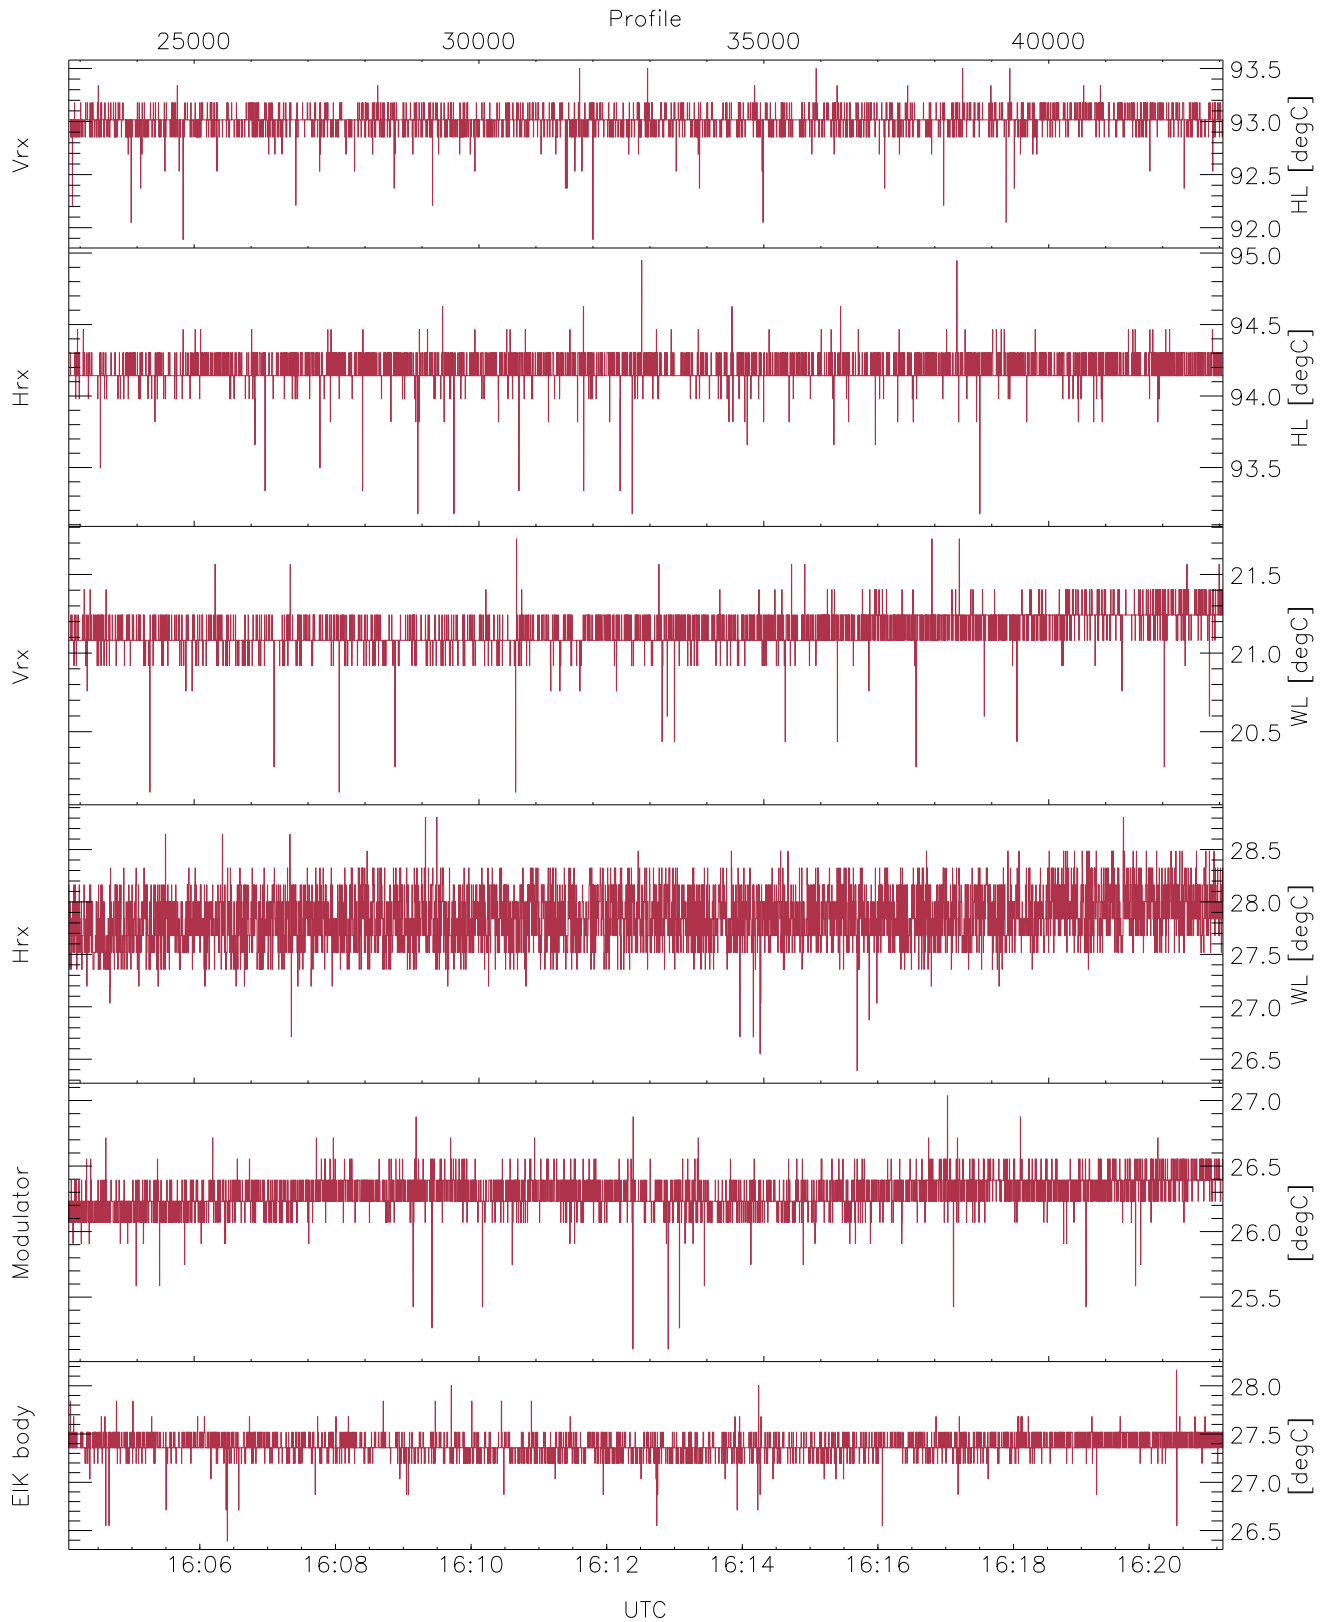 Profile
25000 30000 35000 40000
Vrx
93.5
93.0
92.5
92.0
HL [degC]
Hrx
95.0
94.5
94.0
93.5
HL [degC]
Vrx
21.5
21.0
20.5
WL [degC]
Hrx
28.5
28.0
27.5
27.0
26.5
WL [degC]
Modulator
27.0
26.5
26.0
25.5
[degC]
EIK body
28.0
27.5
27.0
26.5
[degC]
16:06 16:08 16:10 16:12 16:14 16:16 16:18 16:20
UTC